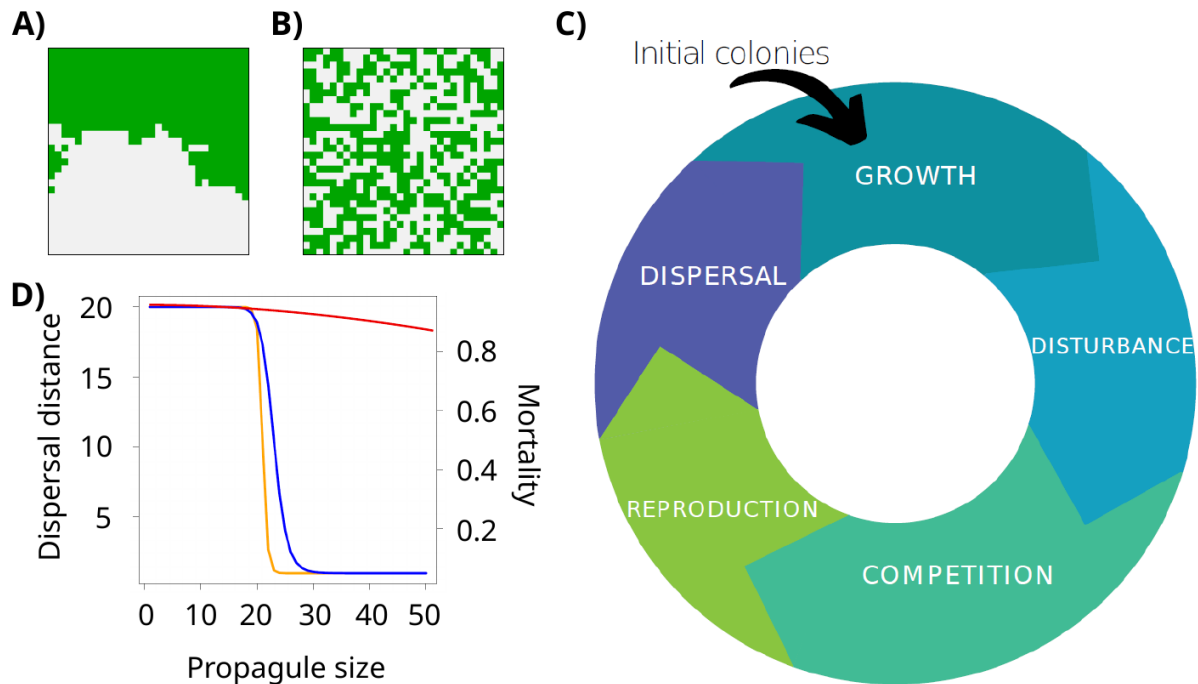 A)
B)
C)
Initial colonies
GROWTH
DISPERSAL
DISTURBANCE
REPRODUCTION
COMPETITION
D)
Dispersal distance
20
15
10
5
0.8
0.6
0.4
0.2
Mortality
0 10 20 30 40 50
Propagule size